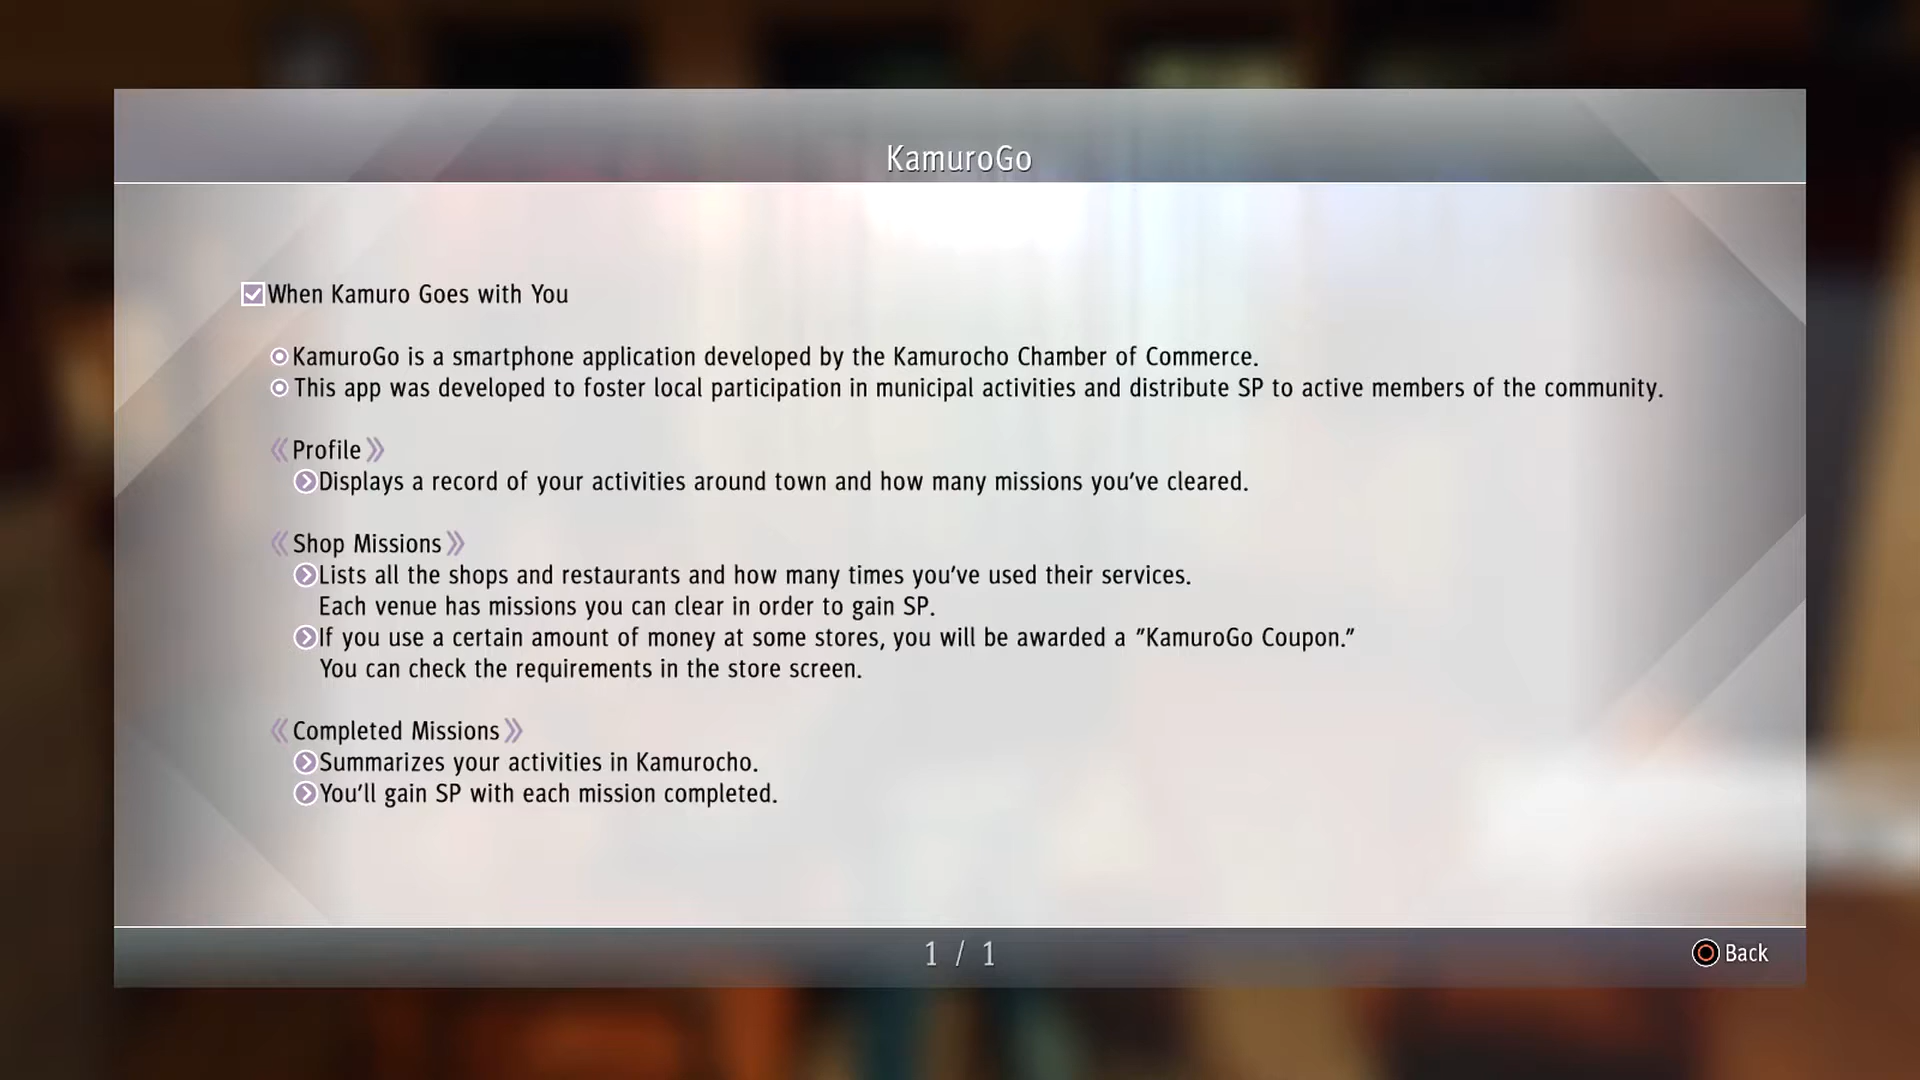 KamuroGo
When Kamuro Goes with You
KamuroGo is a smartphone application developed by the Kamurocho Chamber of Commerce.
This app was developed to foster local participation in municipal activities and distribute SP to active members of the community.
《Profile》
Displays a record of your activities around town and how many missions you've cleared.
《Shop Missions》
Lists all the shops and restaurants and how many times you've used their services.
Each venue has missions you can clear in order to gain SP.
If you use a certain amount of money at some stores, you will be awarded a "KamuroGo Coupon."
You can check the requirements in the store screen.
《Completed Missions》
Summarizes your activities in Kamurocho.
You'll gain SP with each mission completed.
1 / 1
Back